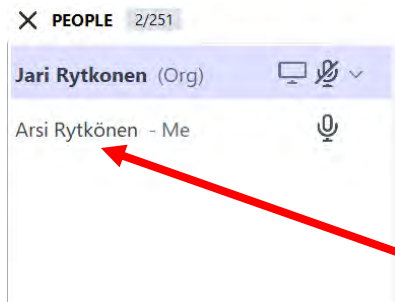 PEOPLE 2/251
Jari Rytkonen (Org)
Arsi Rytkönen - Me